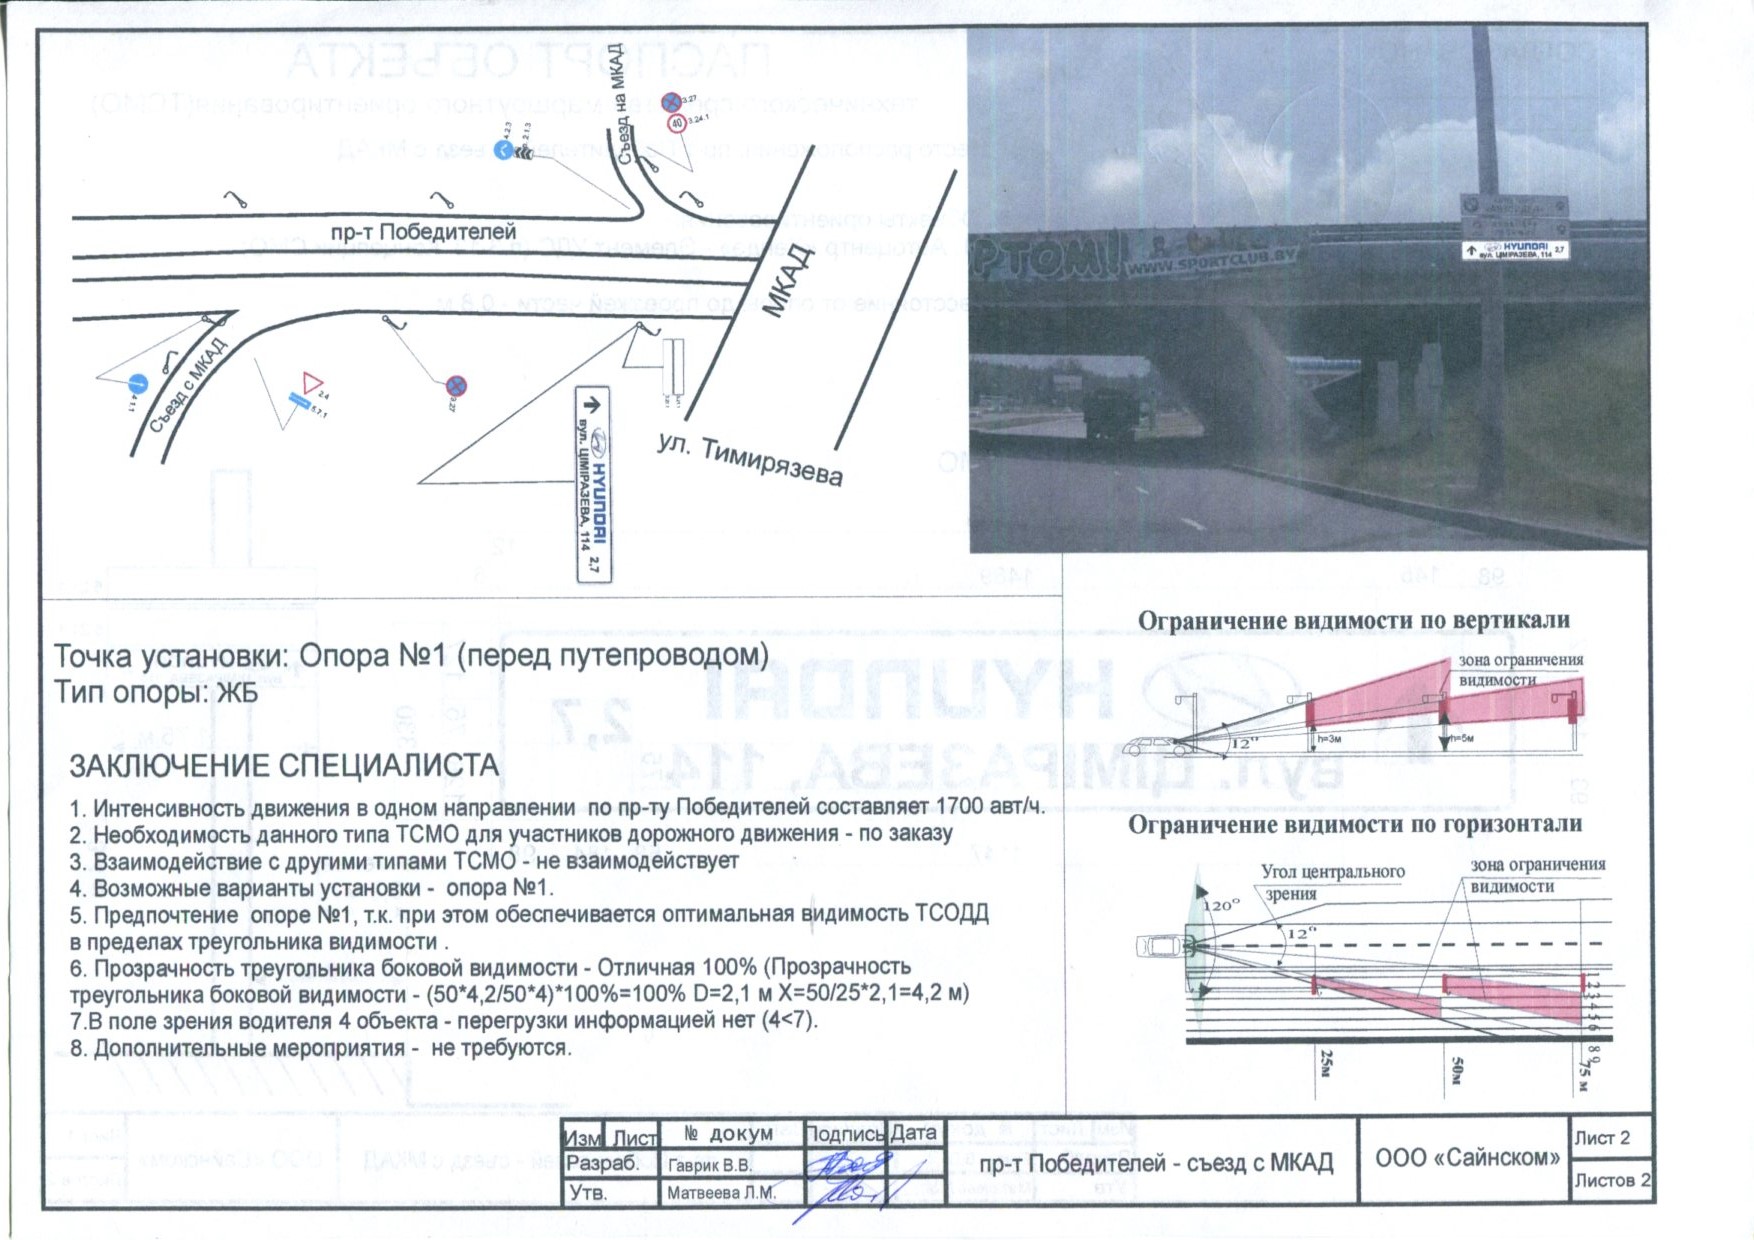 Съезд на МКАД
3.27
40
3.24.1
4.2.3
2.1.3
пр-т Победителей
МКАД
Съезд с МКАД
4.1.1
2.4
5.7.1
3.27
HYUNDAI
вул. ЦІМІРАЗЕВА, 114 2,7
ул. Тимирязева
РТОМ!
WWW.SPORTCLUB.BY
HYUNDAI 2,7
вул. ЦІМІРАЗЕВА, 114
Точка установки: Опора №1 (перед путепроводом)
Тип опоры: ЖБ
ЗАКЛЮЧЕНИЕ СПЕЦИАЛИСТА
1. Интенсивность движения в одном направлении по пр-ту Победителей составляет 1700 авт/ч.
2. Необходимость данного типа ТСМО для участников дорожного движения - по заказу
3. Взаимодействие с другими типами ТСМО - не взаимодействует
4. Возможные варианты установки - опора №1.
5. Предпочтение опоре №1, т.к. при этом обеспечивается оптимальная видимость ТСОДД
в пределах треугольника видимости .
6. Прозрачность треугольника боковой видимости - Отличная 100% (Прозрачность
треугольника боковой видимости - (50*4,2/50*4)*100%=100% D=2,1 м X=50/25*2,1=4,2 м)
7.В поле зрения водителя 4 объекта - перегрузки информацией нет (4<7).
8. Дополнительные мероприятия - не требуются.
Ограничение видимости по вертикали
зона ограничения
видимости
12°
h=3м
h=5м
Ограничение видимости по горизонтали
Угол центрального
зрения
зона ограничения
видимости
120°
12°
1 2 3 4 5 6 8 9
25м
50м
75 м
Изм Лист № докум Подпись Дата
Разраб. Гаврик В.В.
Утв. Матвеева Л.М.
пр-т Победителей - съезд с МКАД
ООО «Сайнском»
Лист 2
Листов 2